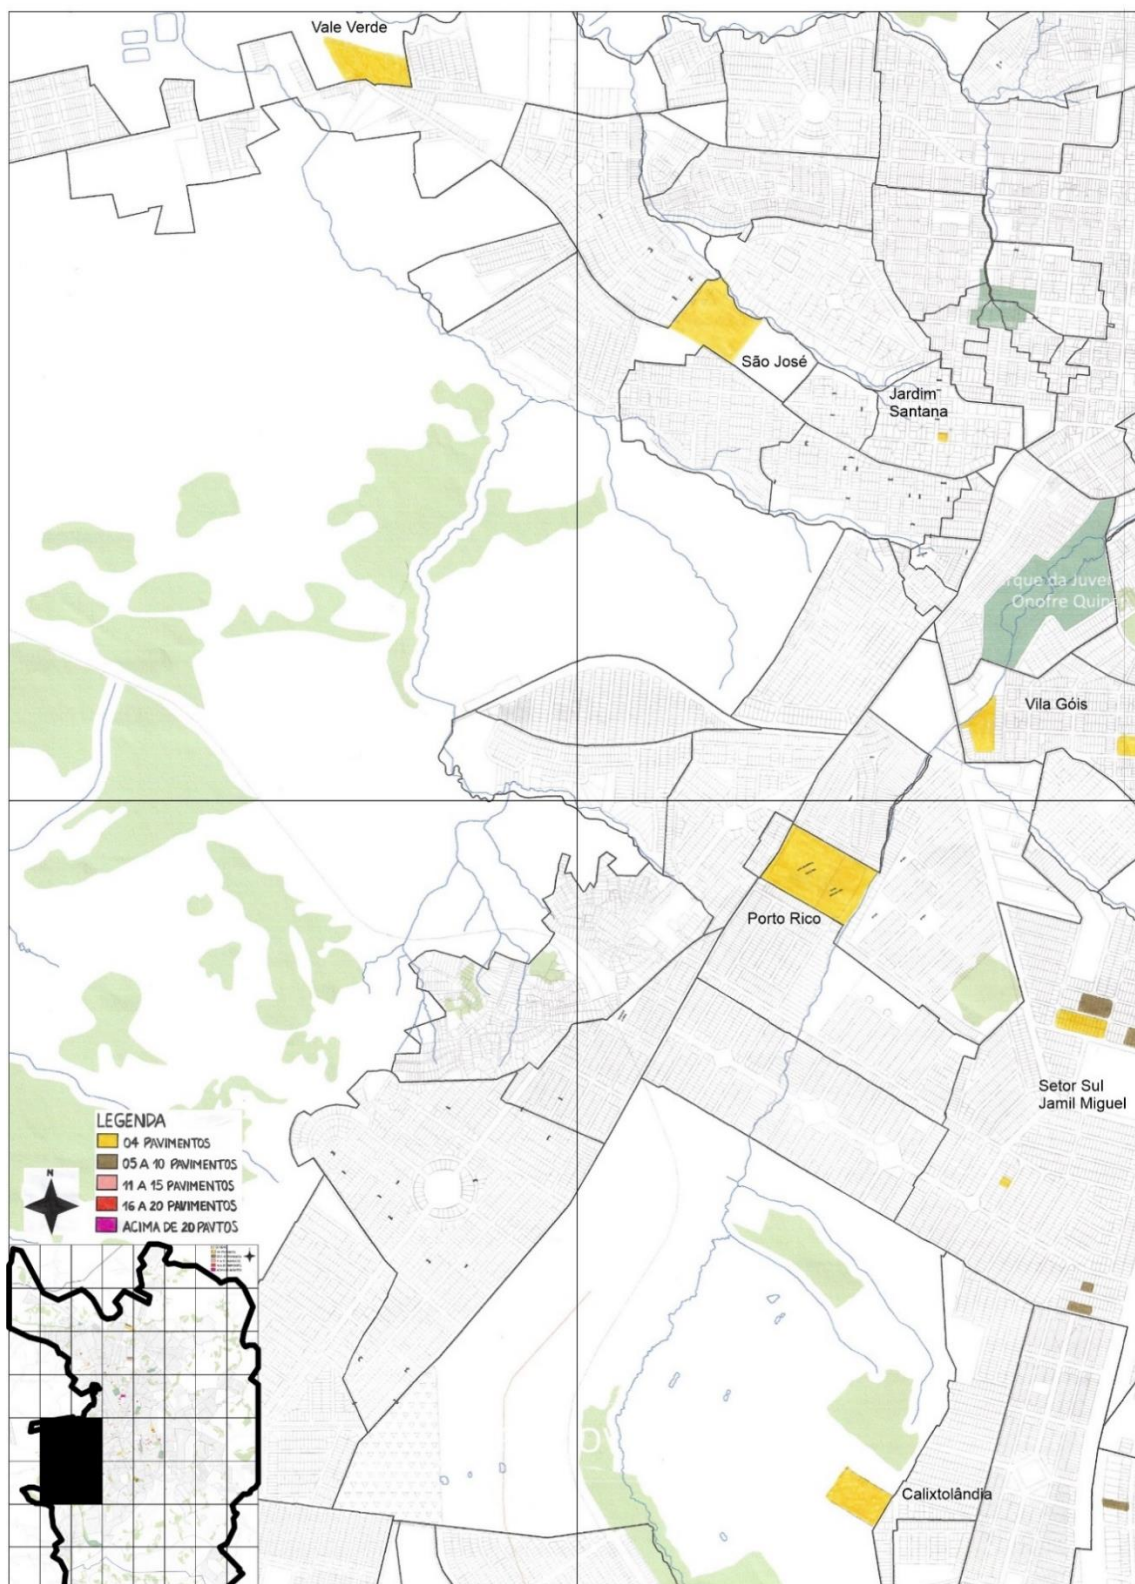 Vale Verde
São José
Jardim
Santana
rque da Juve
Onofre Quin
Vila Góis
Porto Rico
Setor Sul
Jamil Miguel
LEGENDA
04 PAVIMENTOS
05 A 10 PAVIMENTOS
11 A 15 PAVIMENTOS
16 A 20 PAVIMENTOS
ACIMA DE 20 PAVTOS
N
Calixtolândia